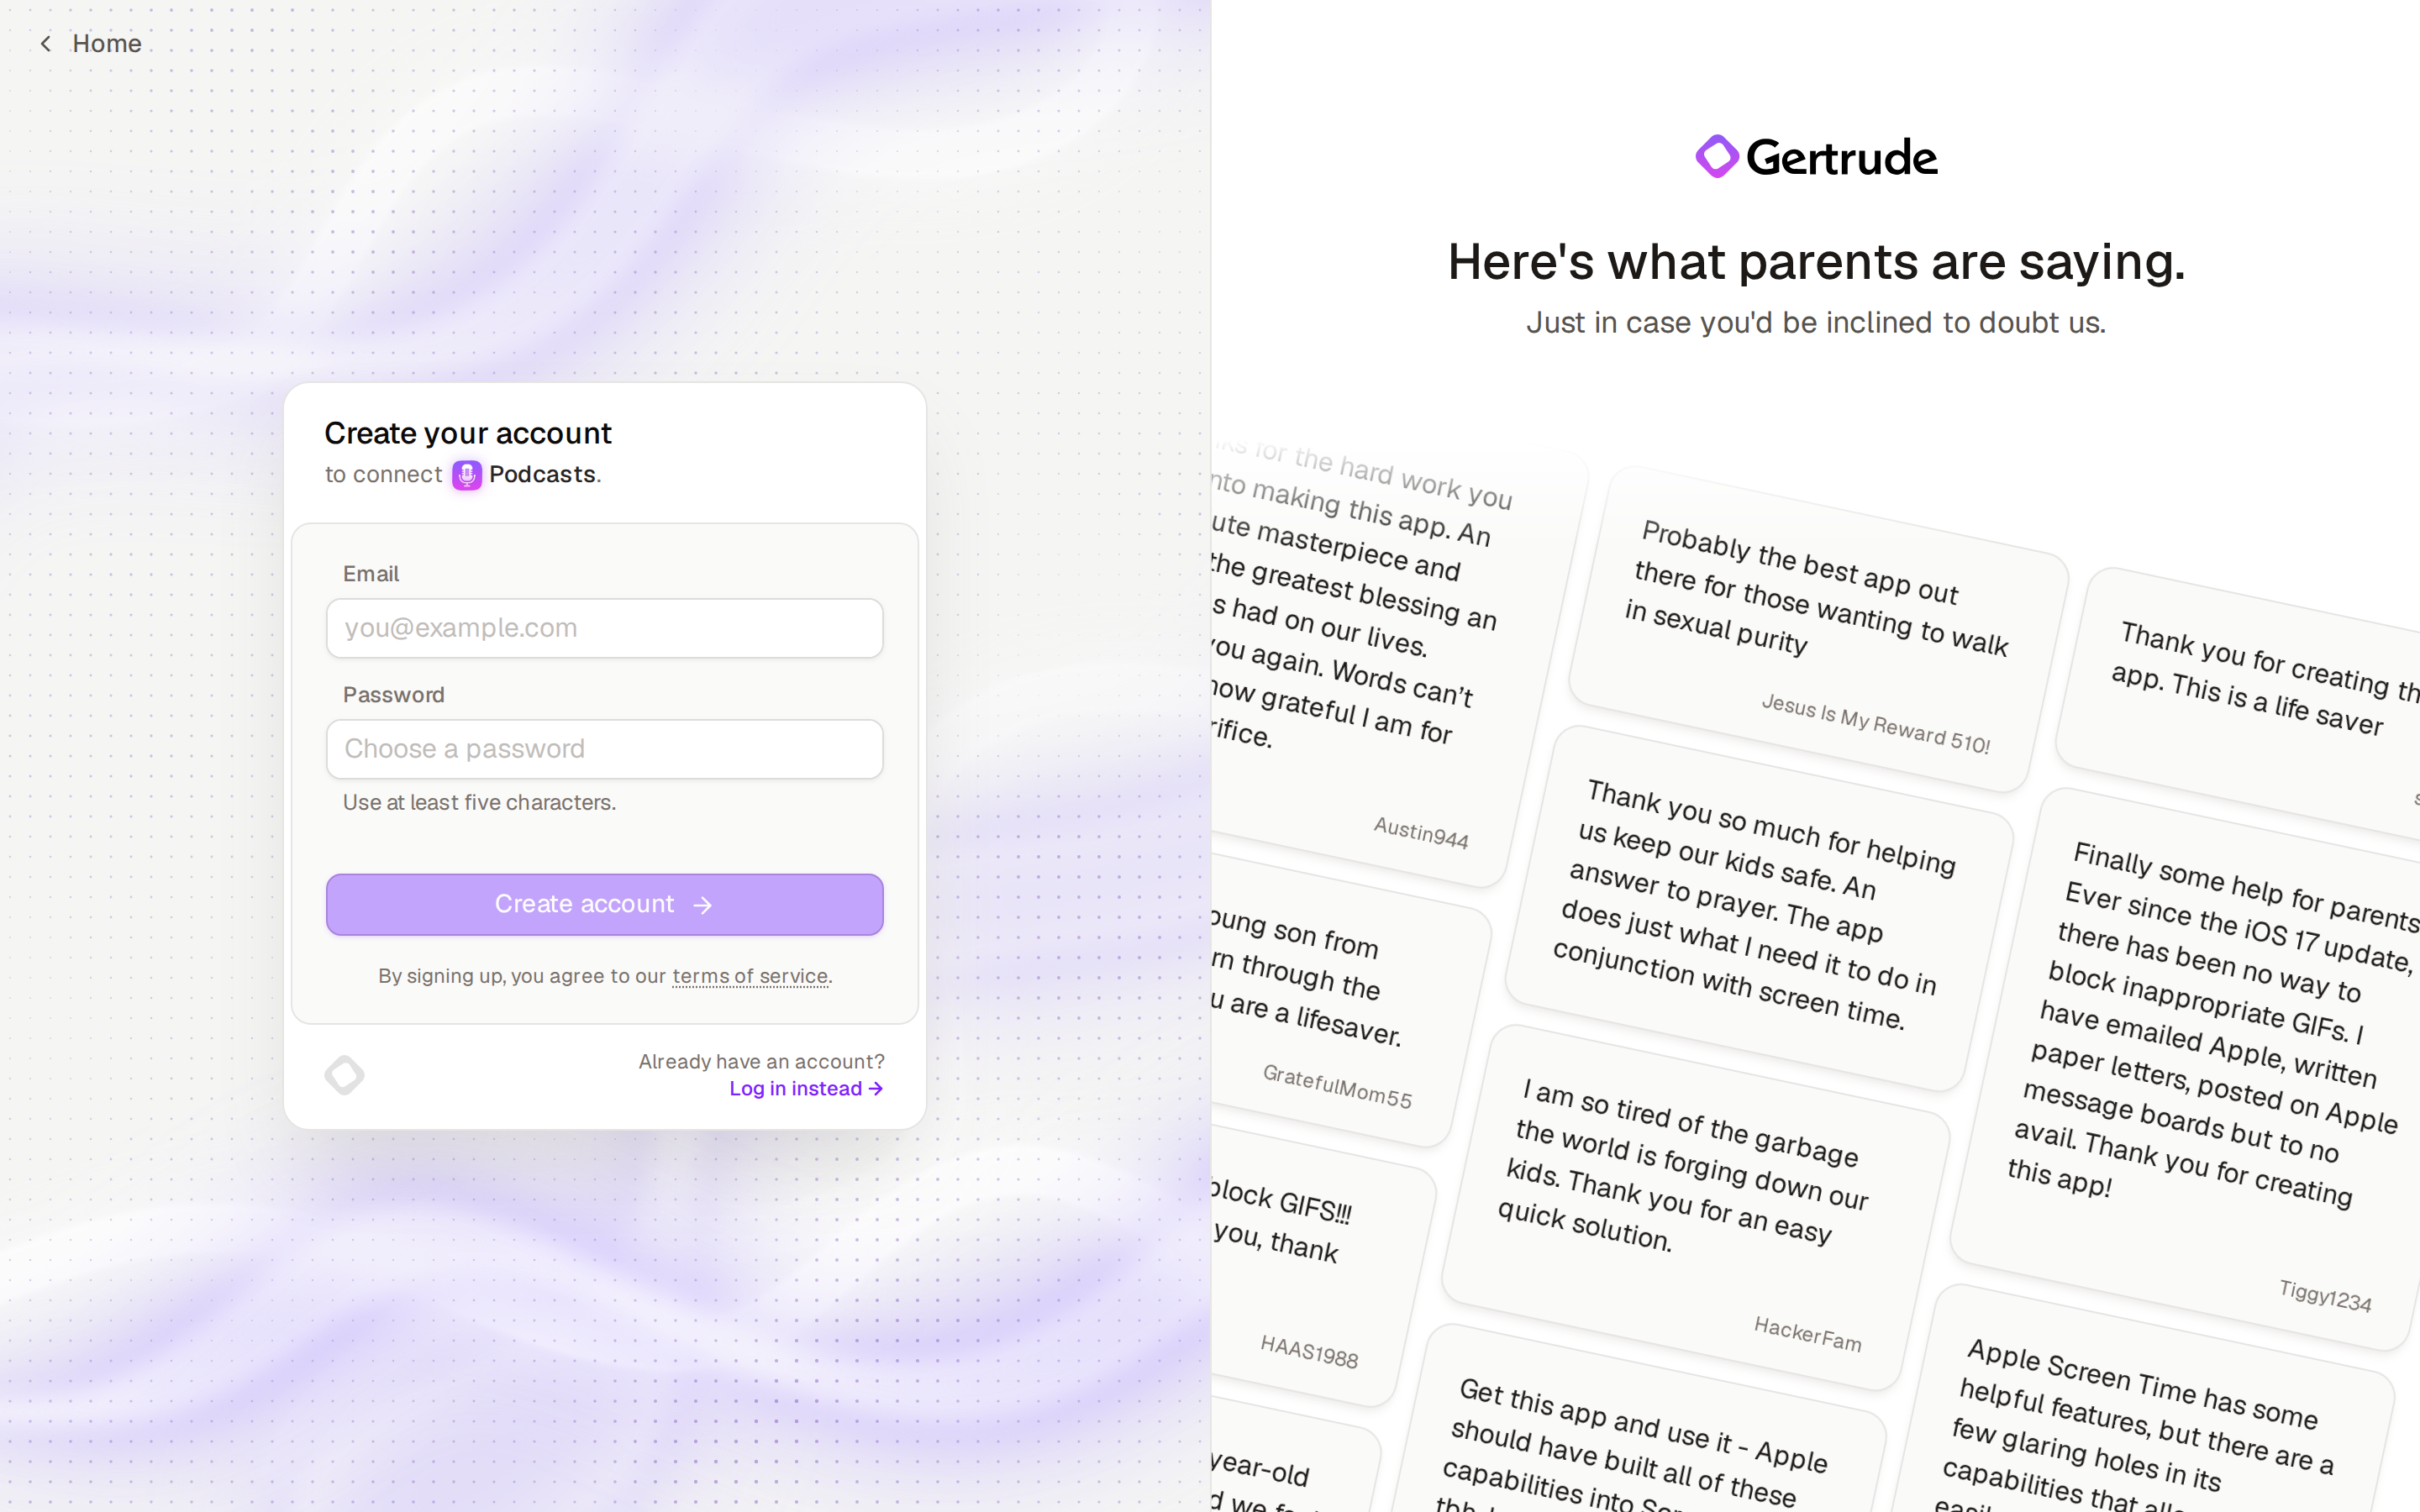 Home
Create your account
to connect Podcasts.
Email
you@example.com
Password
Choose a password
Use at least five characters.
Create account →
By signing up, you agree to our terms of service.
Already have an account?
Log in instead →
Gertrude
Here's what parents are saying.
Just in case you'd be inclined to doubt us.
for the hard work you
making this app. An
masterpiece and
the greatest blessing an
had on our lives.
you again. Words can't
how grateful I am for
Austin944
son from
through the
are a lifesaver.
GratefulMom55
block GIFS!!!
you, thank
HAAS1988
year-old
we
Probably the best app out
there for those wanting to walk
in sexual purity
Jesus Is My Reward 510!
Thank you so much for helping
us keep our kids safe. An
answer to prayer. The app
does just what I need it to do in
conjunction with screen time.
I am so tired of the garbage
the world is forging down our
kids. Thank you for an easy
quick solution.
HackerFam
Get this app and use it - Apple
should have built all of these
capabilities into
Thank you for creating
app. This is a life saver
Finally some help for parents
Ever since the iOS 17 update,
there has been no way to
block inappropriate GIFs. I
have emailed Apple, written
paper letters, posted on Apple
message boards but to no
avail. Thank you for creating
this app!
Tiggy1234
Apple Screen Time has some
helpful features, but there are a
few glaring holes in its
capabilities that